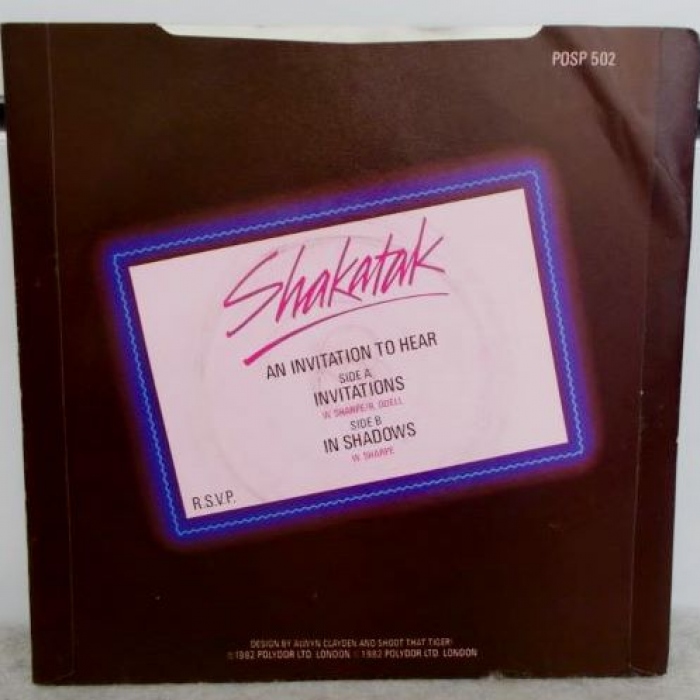 POSP 502
Shakatak
AN INVITATION TO HEAR
SIDE A
INVITATIONS
W. SHARPE/R. ODELL
SIDE B
IN SHADOWS
W. SHARPE
R.S.V.P.
DESIGN BY ALWYN CLAYDEN AND SHOOT THAT TIGER!
℗1982 POLYDOR LTD. LONDON © 1982 POLYDOR LTD. LONDON